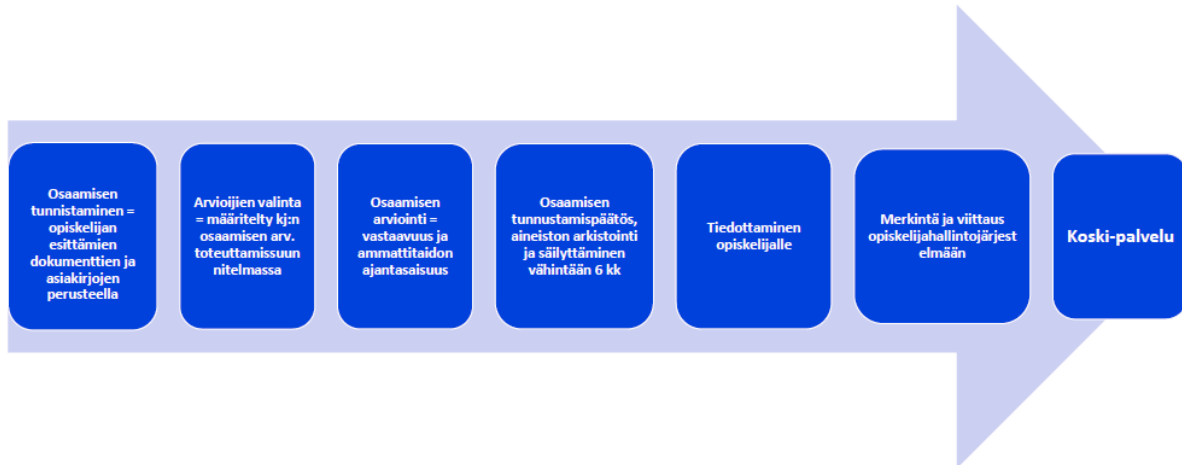 Osaamisen
tunnistaminen =
opiskelijan
esittämien
dokumenttien ja
asiakirjojen
perusteella
Arvioijien valinta
= määritelty kj:n
osaamisen arv.
toteuttamissuun
nitelmassa
Osaamisen
arviointi =
vastaavuus ja
ammattitaidon
ajantasaisuus
Osaamisen
tunnustamispäätös,
aineiston arkistointi
ja säilyttäminen
vähintään 6 kk
Tiedottaminen
opiskelijalle
Merkintä ja viittaus
opiskelijahallintojärjest
elmään
Koski-palvelu